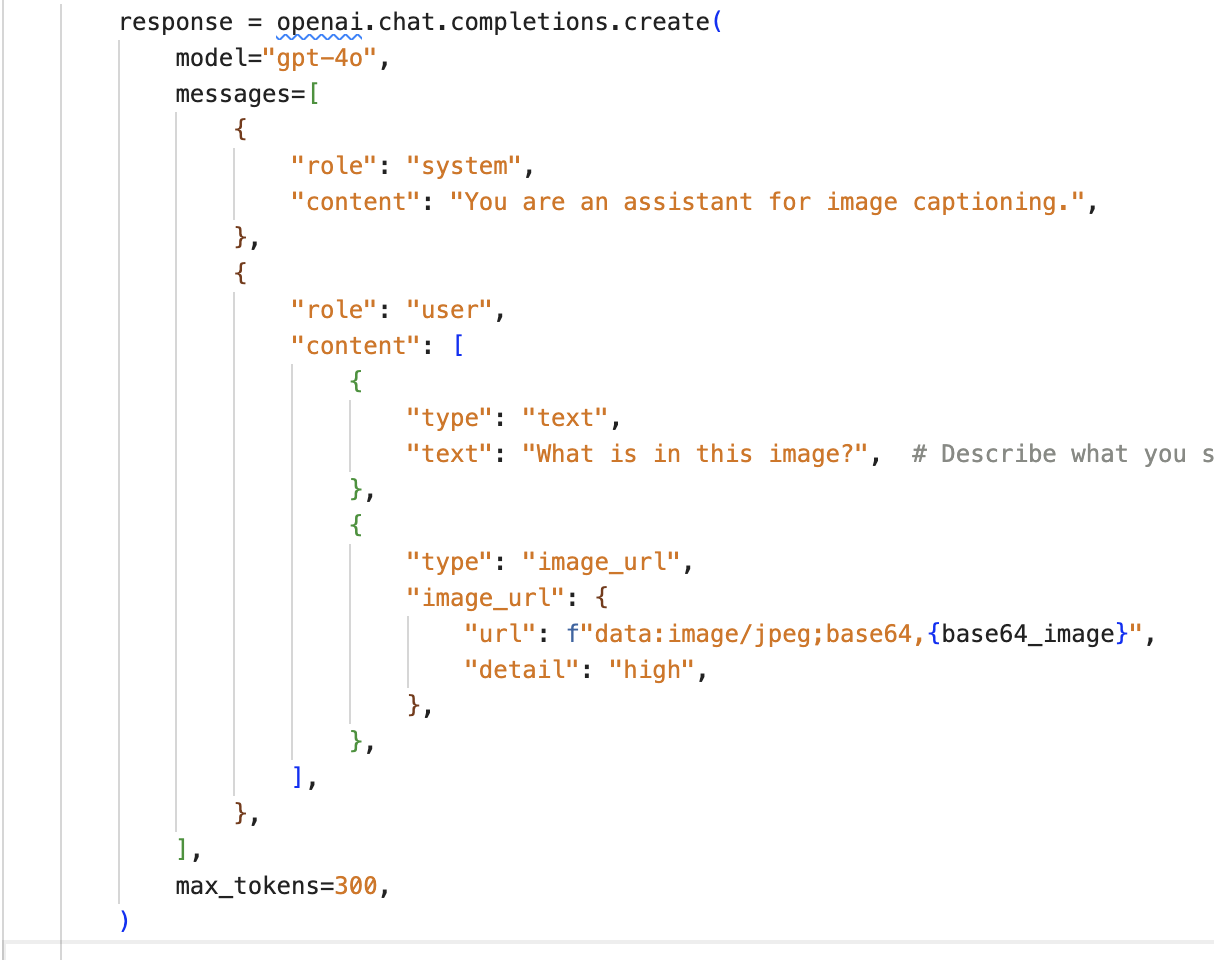 response = openai.chat.completions.create(
    model="gpt-4o",
    messages=[
        {
            "role": "system",
            "content": "You are an assistant for image captioning.",
        },
        {
            "role": "user",
            "content": [
                {
                    "type": "text",
                    "text": "What is in this image?",  # Describe what you s
                },
                {
                    "type": "image_url",
                    "image_url": {
                        "url": f"data:image/jpeg;base64,{base64_image}",
                        "detail": "high",
                    },
                },
            ],
        },
    ],
    max_tokens=300,
)